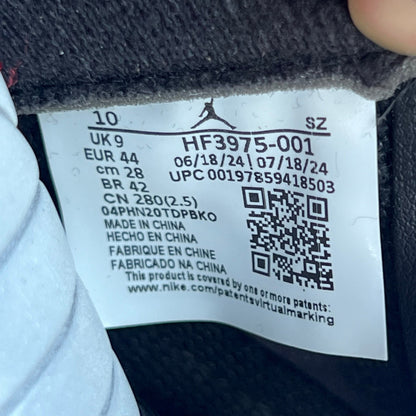 10 SZ
UK 9 HF3975-001
EUR 44 06/18/24 | 07/18/24
cm 28 UPC 00197859418503
BR 42
CN 280(2.5)
04PHN20TDPBKO
MADE IN CHINA
HECHO EN CHINA
FABRIQUE EN CHINE
FABRICADO NA CHINA
This product is covered by one or more patents:
www.nike.com/patentsvirtualmarking